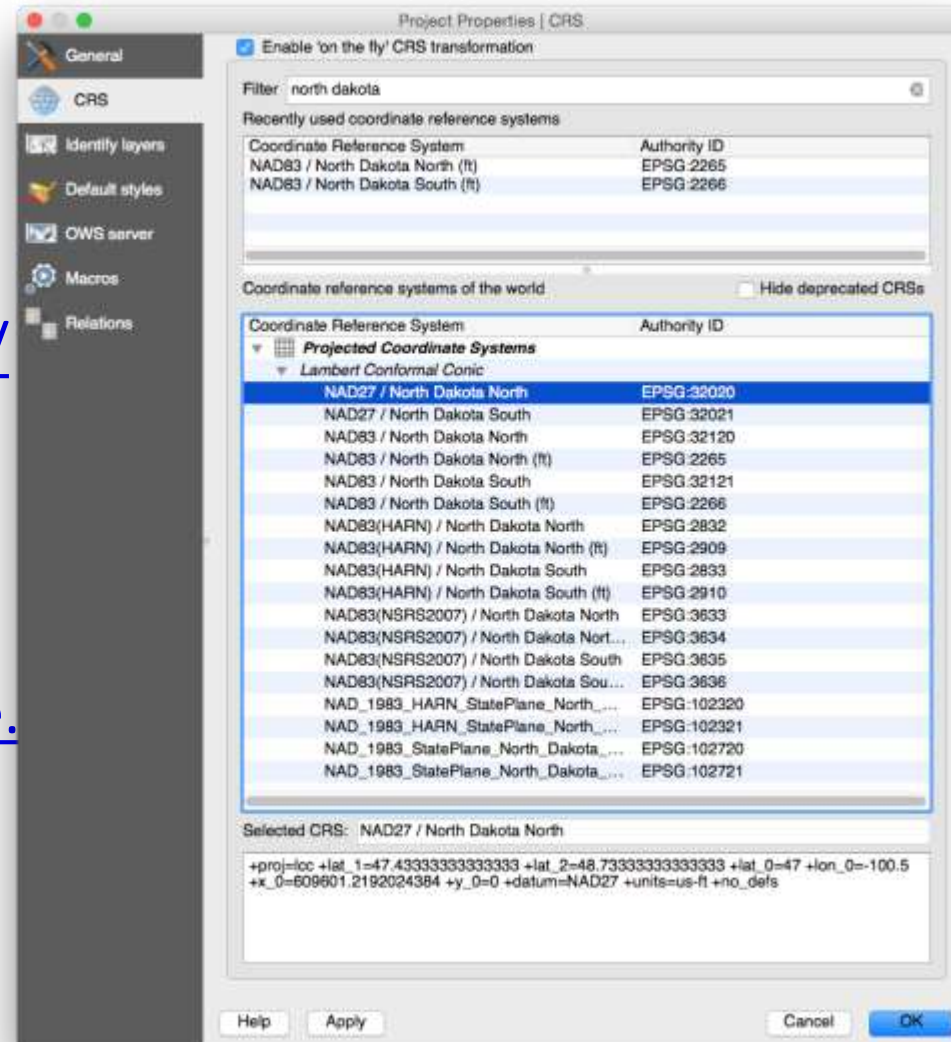 Project Properties | CRS
General
CRS
Identify layers
Default styles
OWS server
Macros
Relations
Enable 'on the fly' CRS transformation
Filter north dakota
Recently used coordinate reference systems
Coordinate Reference System Authority ID
NAD83 / North Dakota North (ft) EPSG:2265
NAD83 / North Dakota South (ft) EPSG:2266
Coordinate reference systems of the world Hide deprecated CRSs
Coordinate Reference System Authority ID
Projected Coordinate Systems
Lambert Conformal Conic
NAD27 / North Dakota North EPSG:32020
NAD27 / North Dakota South EPSG:32021
NAD83 / North Dakota North EPSG:32120
NAD83 / North Dakota North (ft) EPSG:2265
NAD83 / North Dakota South EPSG:32121
NAD83 / North Dakota South (ft) EPSG:2266
NAD83(HARN) / North Dakota North EPSG:2832
NAD83(HARN) / North Dakota North (ft) EPSG:2909
NAD83(HARN) / North Dakota South EPSG:2833
NAD83(HARN) / North Dakota South (ft) EPSG:2910
NAD83(NSRS2007) / North Dakota North EPSG:3633
NAD83(NSRS2007) / North Dakota Nort... EPSG:3634
NAD83(NSRS2007) / North Dakota South EPSG:3635
NAD83(NSRS2007) / North Dakota Sou... EPSG:3636
NAD_1983_HARN_StatePlane_North_... EPSG:102320
NAD_1983_HARN_StatePlane_North_... EPSG:102321
NAD_1983_StatePlane_North_Dakota_... EPSG:102720
NAD_1983_StatePlane_North_Dakota_... EPSG:102721
Selected CRS: NAD27 / North Dakota North
+proj=lcc +lat_1=47.43333333333333 +lat_2=48.73333333333333 +lat_0=47 +lon_0=-100.5
+x_0=609601.2192024384 +y_0=0 +datum=NAD27 +units=us-ft +no_defs
Help Apply Cancel OK